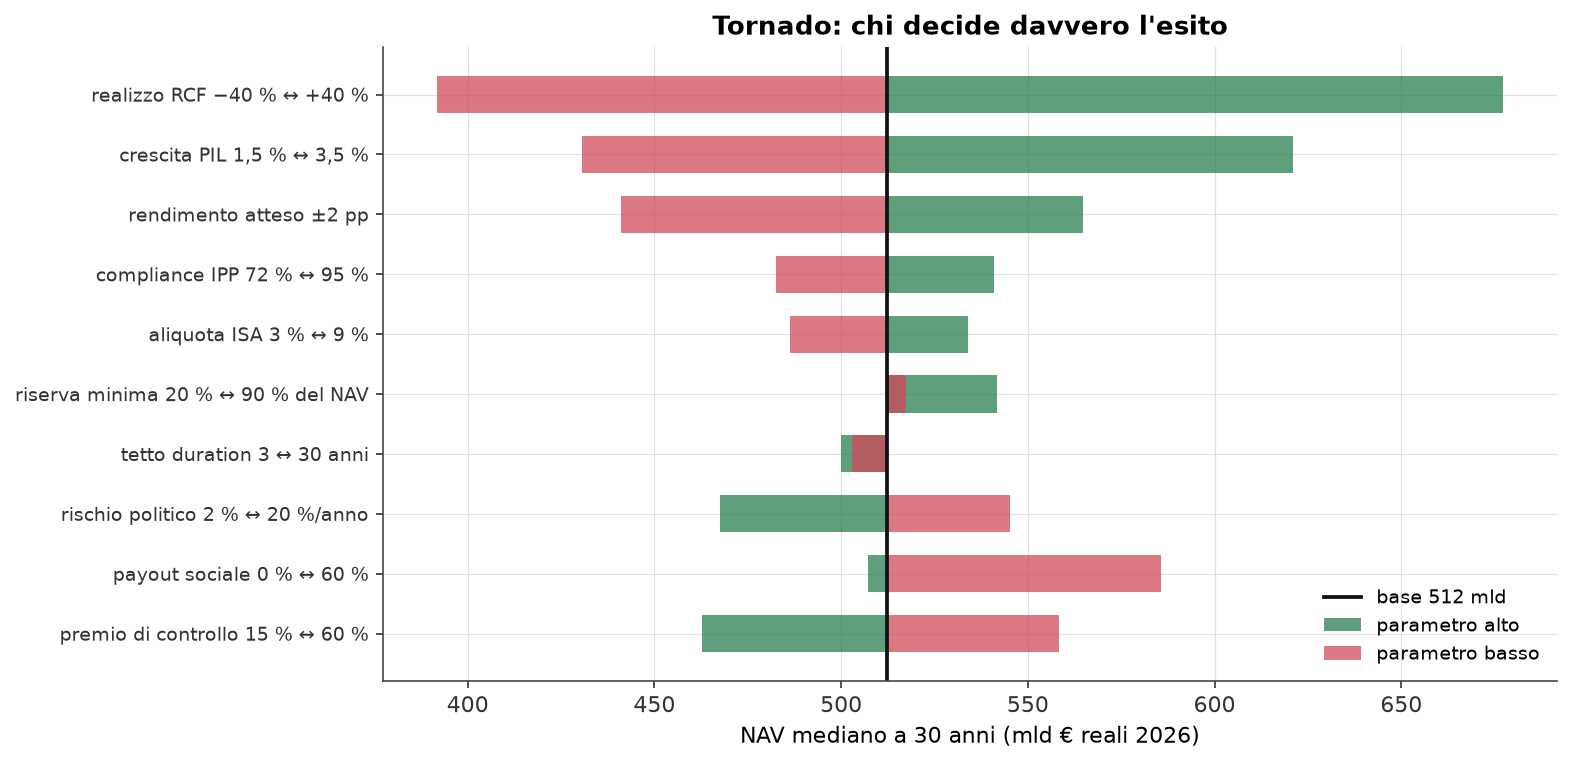 Tornado: chi decide davvero l'esito
realizzo RCF −40 % ↔ +40 %
crescita PIL 1,5 % ↔ 3,5 %
rendimento atteso ±2 pp
compliance IPP 72 % ↔ 95 %
aliquota ISA 3 % ↔ 9 %
riserva minima 20 % ↔ 90 % del NAV
tetto duration 3 ↔ 30 anni
rischio politico 2 % ↔ 20 %/anno
payout sociale 0 % ↔ 60 %
premio di controllo 15 % ↔ 60 %
base 512 mld
parametro alto
parametro basso
400 450 500 550 600 650
NAV mediano a 30 anni (mld € reali 2026)